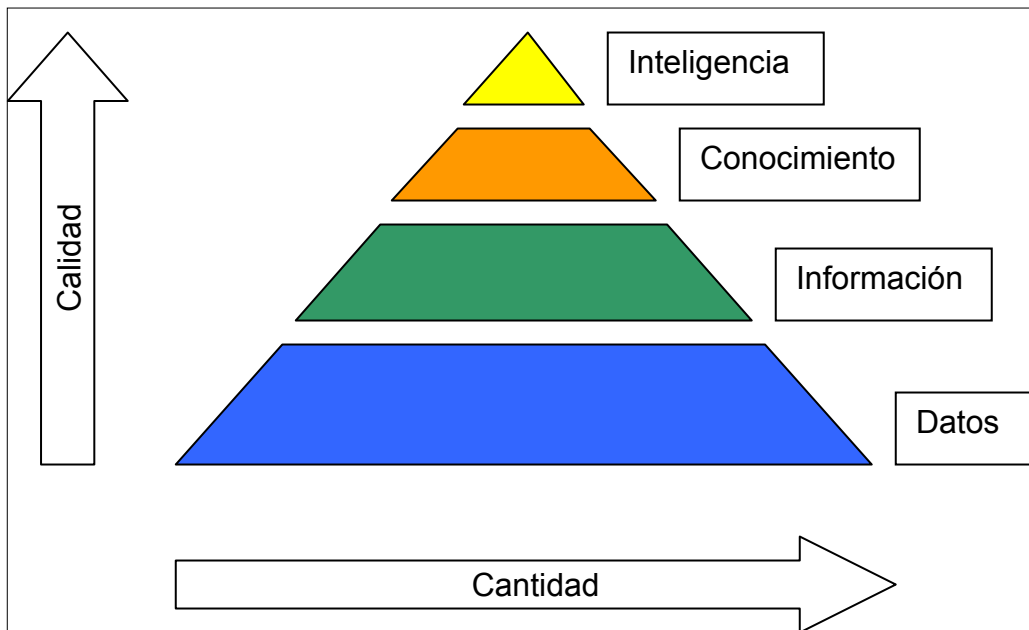 Inteligencia
Conocimiento
Calidad
Información
Datos
Cantidad